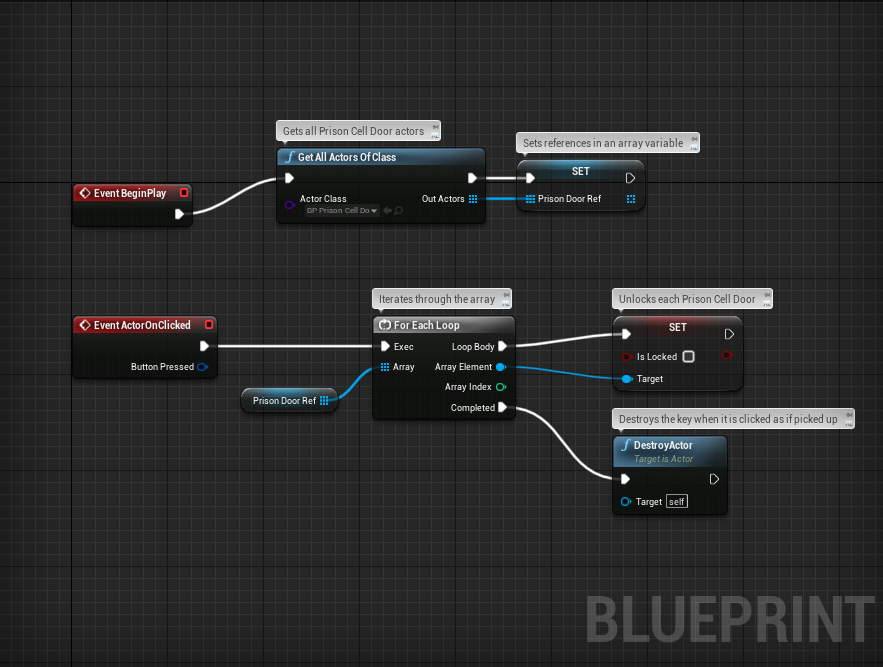 Gets all Prison Cell Door actors
Sets references in an array variable
Get All Actors Of Class
SET
Event BeginPlay
Actor Class
Out Actors
Prison Door Ref
BP Prison Cell Do
Iterates through the array
Unlocks each Prison Cell Door
Event ActorOnClicked
For Each Loop
SET
Exec
Loop Body
Is Locked
Button Pressed
Array
Array Element
Target
Array Index
Prison Door Ref
Completed
Destroys the key when it is clicked as if picked up
DestroyActor
Target is Actor
Target
self
BLUEPRINT